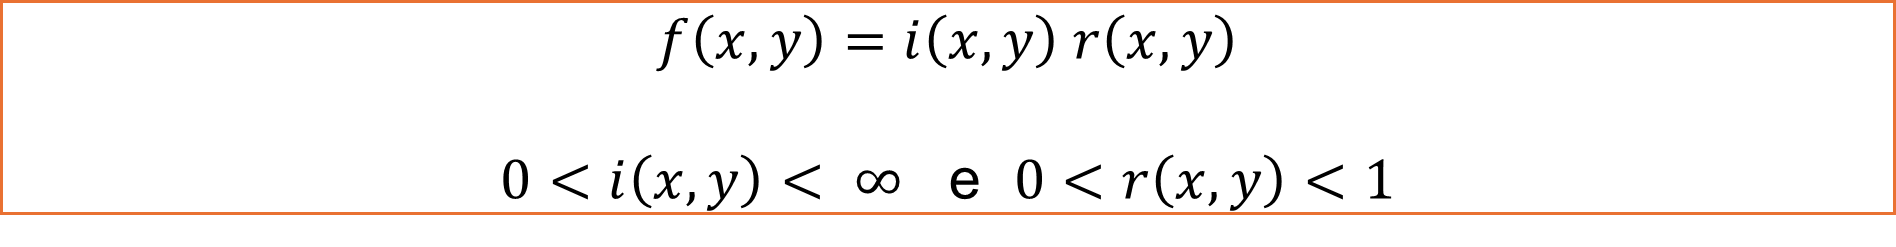 f(x, y) = i(x, y) r(x, y)
0 < i(x, y) < ∞ e 0 < r(x, y) < 1